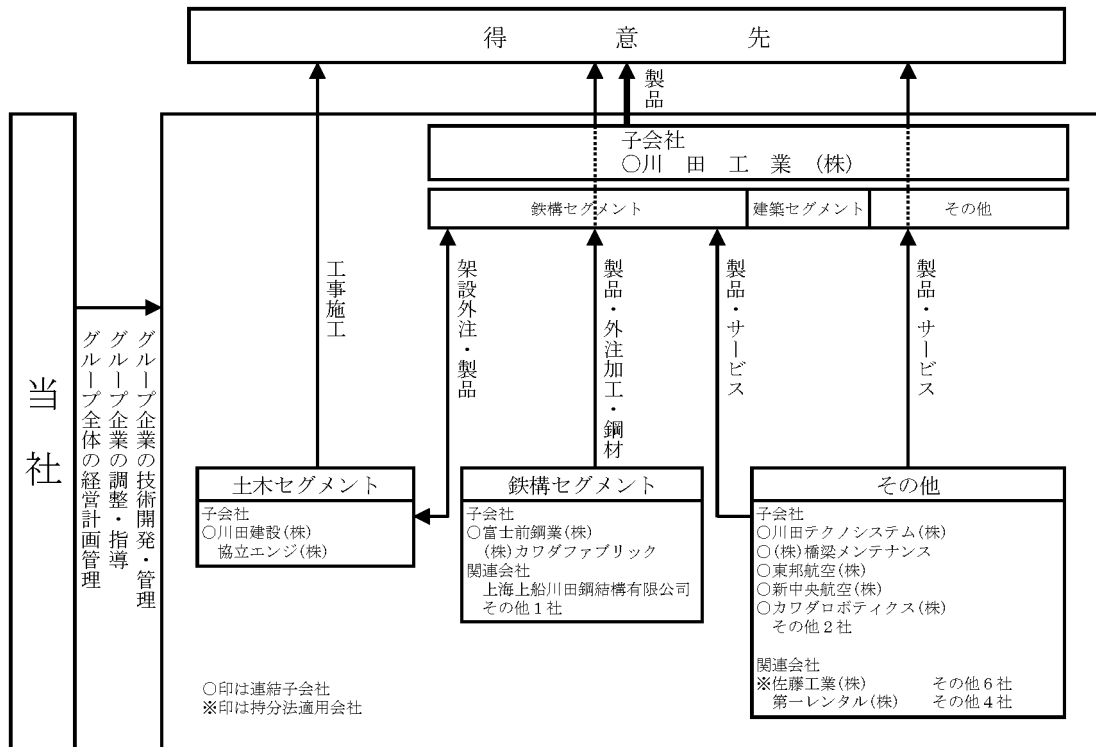 得意先
製品
子会社
○川田工業(株)
鉄構セグメント
建築セグメント
その他
当社
グループ企業の技術開発・管理
グループ企業の調整・指導
グループ全体の経営計画管理
工事施工
架設外注・製品
製品・外注加工・鋼材
製品・サービス
製品・サービス
土木セグメント
子会社
○川田建設(株)
協立エンジ(株)
鉄構セグメント
子会社
○富士前鋼業(株)
(株)カワダファブリック
関連会社
上海上船川田鋼結構有限公司
その他1社
その他
子会社
○川田テクノシステム(株)
○(株)橋梁メンテナンス
○東邦航空(株)
○新中央航空(株)
○カワダロボティクス(株)
その他2社
関連会社
※佐藤工業(株) その他6社
第一レンタル(株) その他4社
○印は連結子会社
※印は持分法適用会社